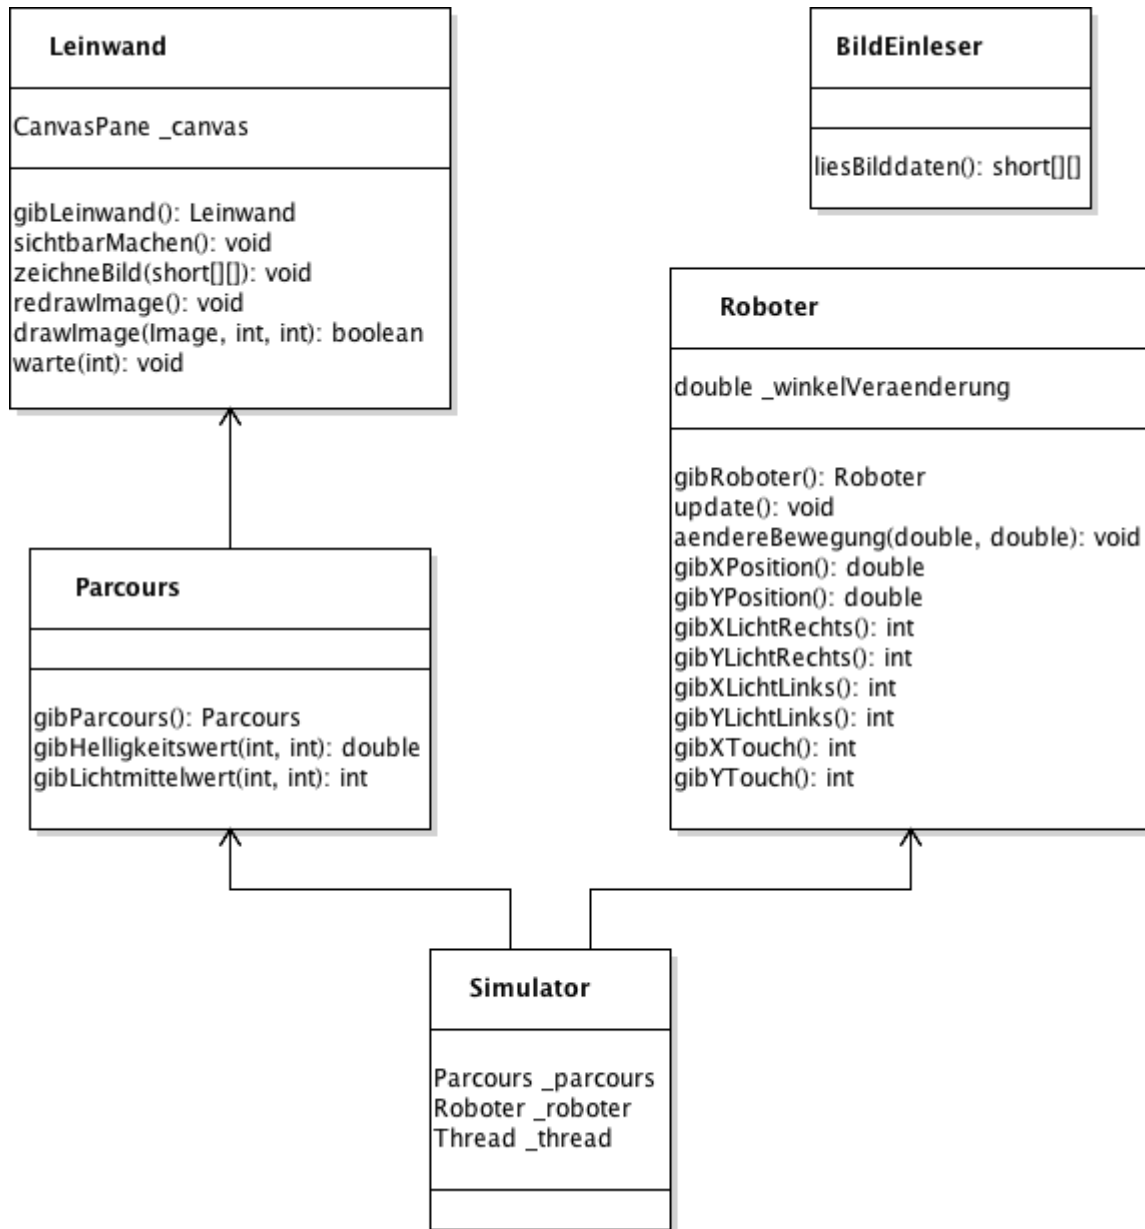 Leinwand
CanvasPane _canvas
gibLeinwand(): Leinwand
sichtbarMachen(): void
zeichneBild(short[][]): void
redrawImage(): void
drawImage(Image, int, int): boolean
warte(int): void
BildEinleser
liesBilddaten(): short[][]
Roboter
double _winkelVeraenderung
gibRoboter(): Roboter
update(): void
aendereBewegung(double, double): void
gibXPosition(): double
gibYPosition(): double
gibXLichtRechts(): int
gibYLichtRechts(): int
gibXLichtLinks(): int
gibYLichtLinks(): int
gibXTouch(): int
gibYTouch(): int
Parcours
gibParcours(): Parcours
gibHelligkeitswert(int, int): double
gibLichtmittelwert(int, int): int
Simulator
Parcours _parcours
Roboter _roboter
Thread _thread